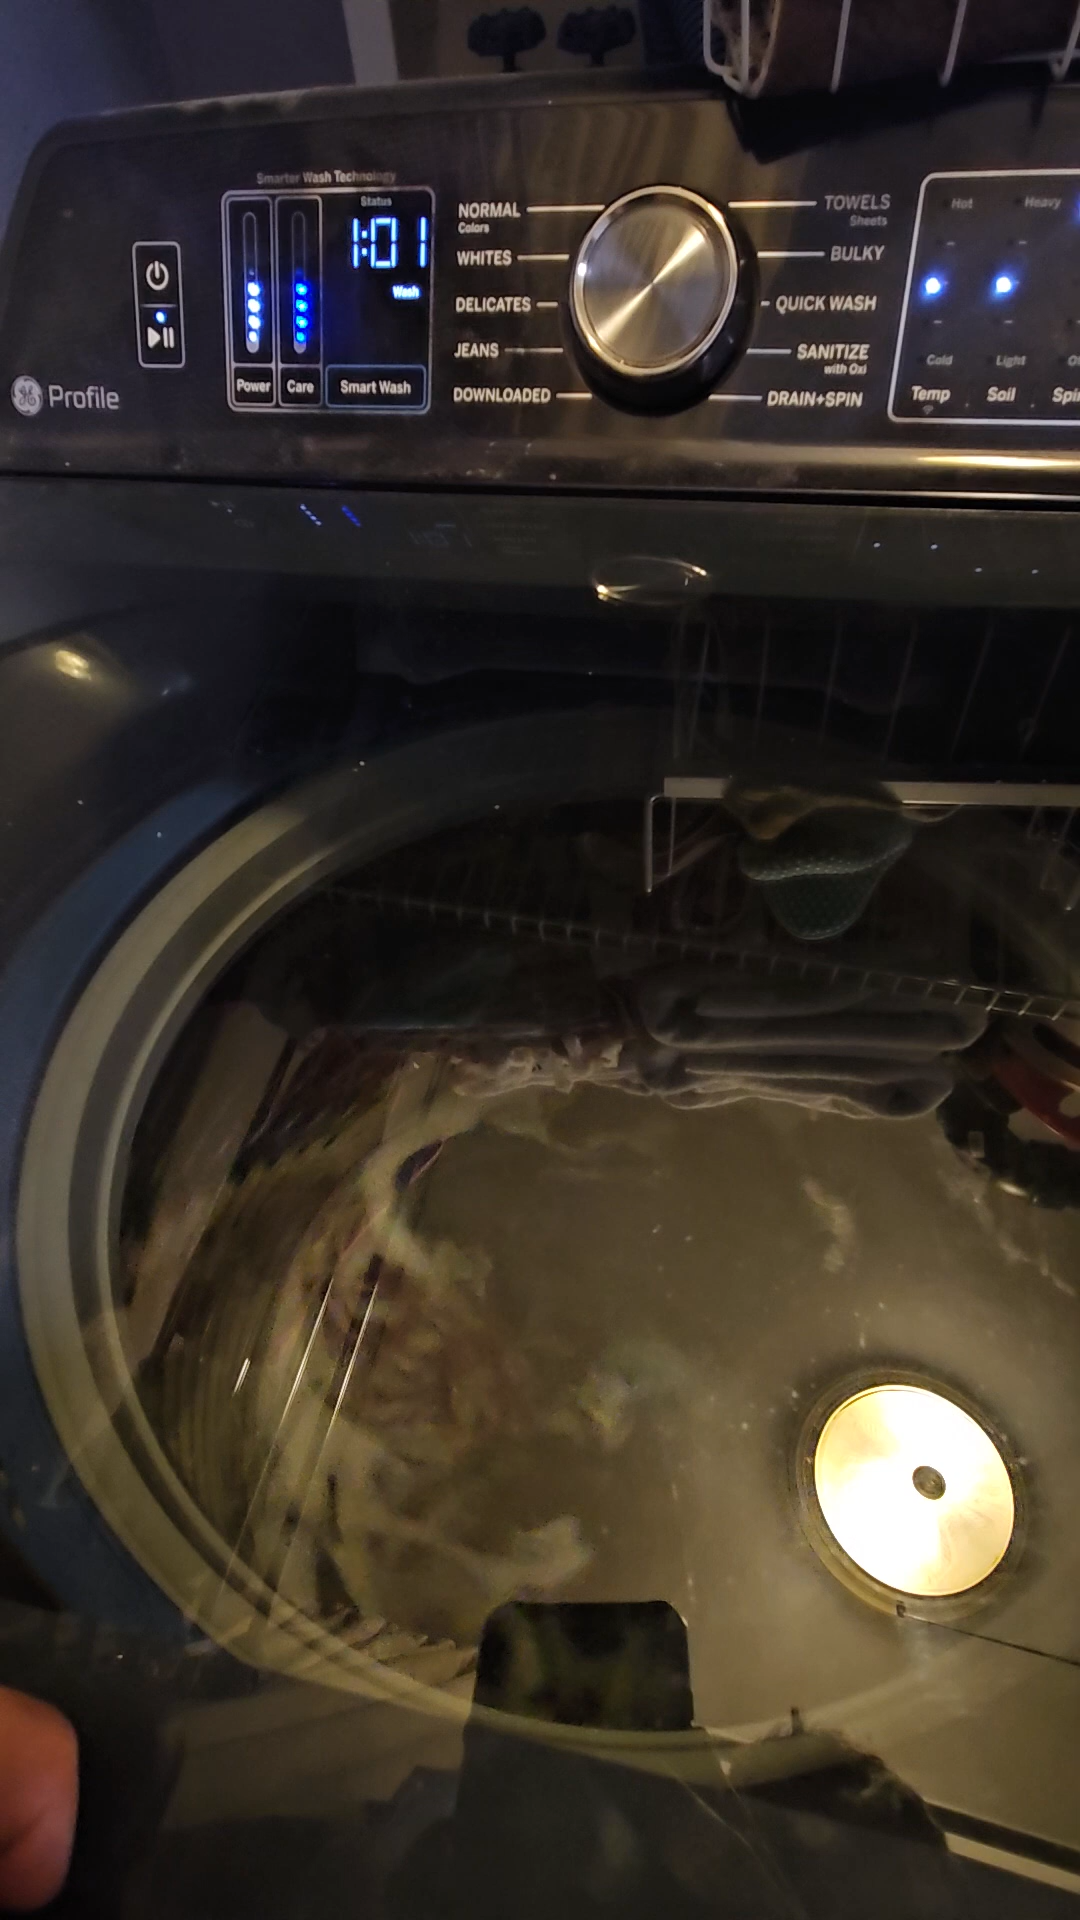 Smarter Wash Technology
Status
1:01
Wash
Power
Care
Smart Wash
Profile
NORMAL
Colors
WHITES
DELICATES
JEANS
DOWNLOADED
TOWELS
Sheets
BULKY
QUICK WASH
SANITIZE
with Oxi
DRAIN+SPIN
Hot
Heavy
Cold
Light
Temp
Soil